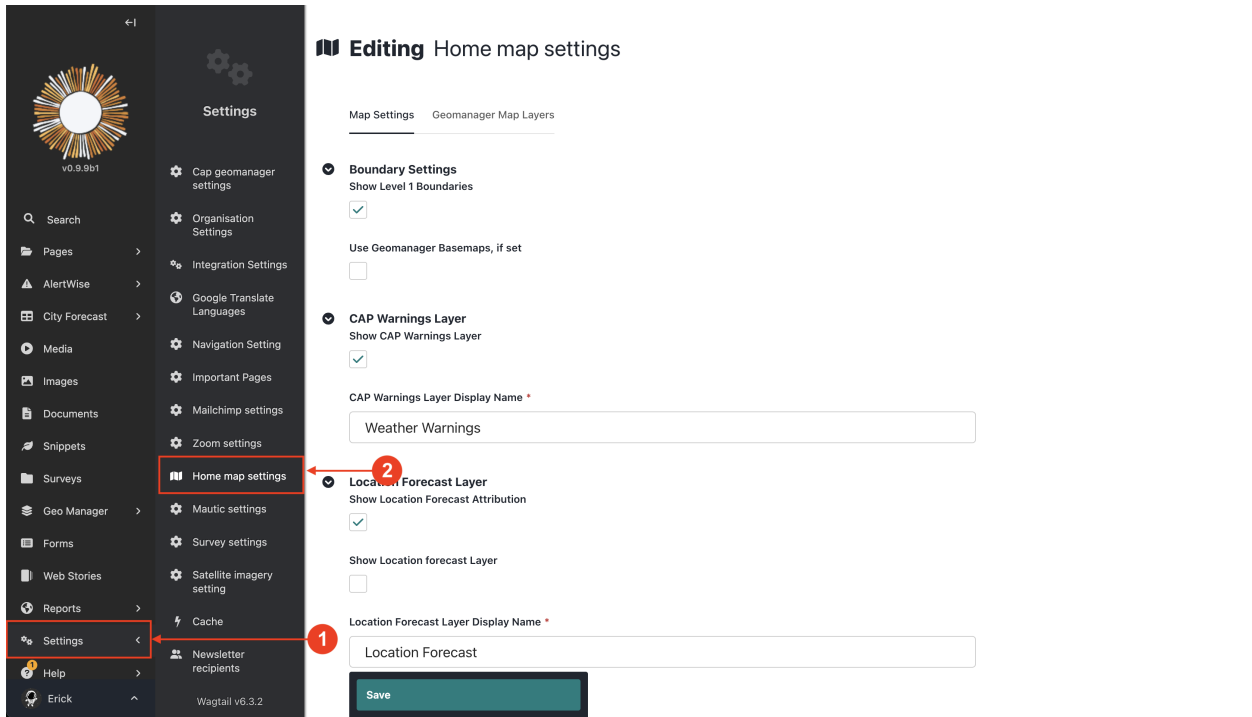 v0.9.9b1
Search
Pages
AlertWise
City Forecast
Media
Images
Documents
Snippets
Surveys
Geo Manager
Forms
Web Stories
Reports
Settings
1
Help
Erick
Settings
Cap geomanager
settings
Organisation
Settings
Integration Settings
Google Translate
Languages
Navigation Setting
Important Pages
Mailchimp settings
Zoom settings
Home map settings
Mautic settings
Survey settings
Satellite imagery
setting
Cache
Newsletter
recipients
Wagtail v6.3.2
Editing Home map settings
Map Settings Geomanager Map Layers
Boundary Settings
Show Level 1 Boundaries
Use Geomanager Basemaps, if set
CAP Warnings Layer
Show CAP Warnings Layer
CAP Warnings Layer Display Name *
Weather Warnings
2
Location Forecast Layer
Show Location Forecast Attribution
Show Location forecast Layer
1
Location Forecast Layer Display Name *
Location Forecast
Save